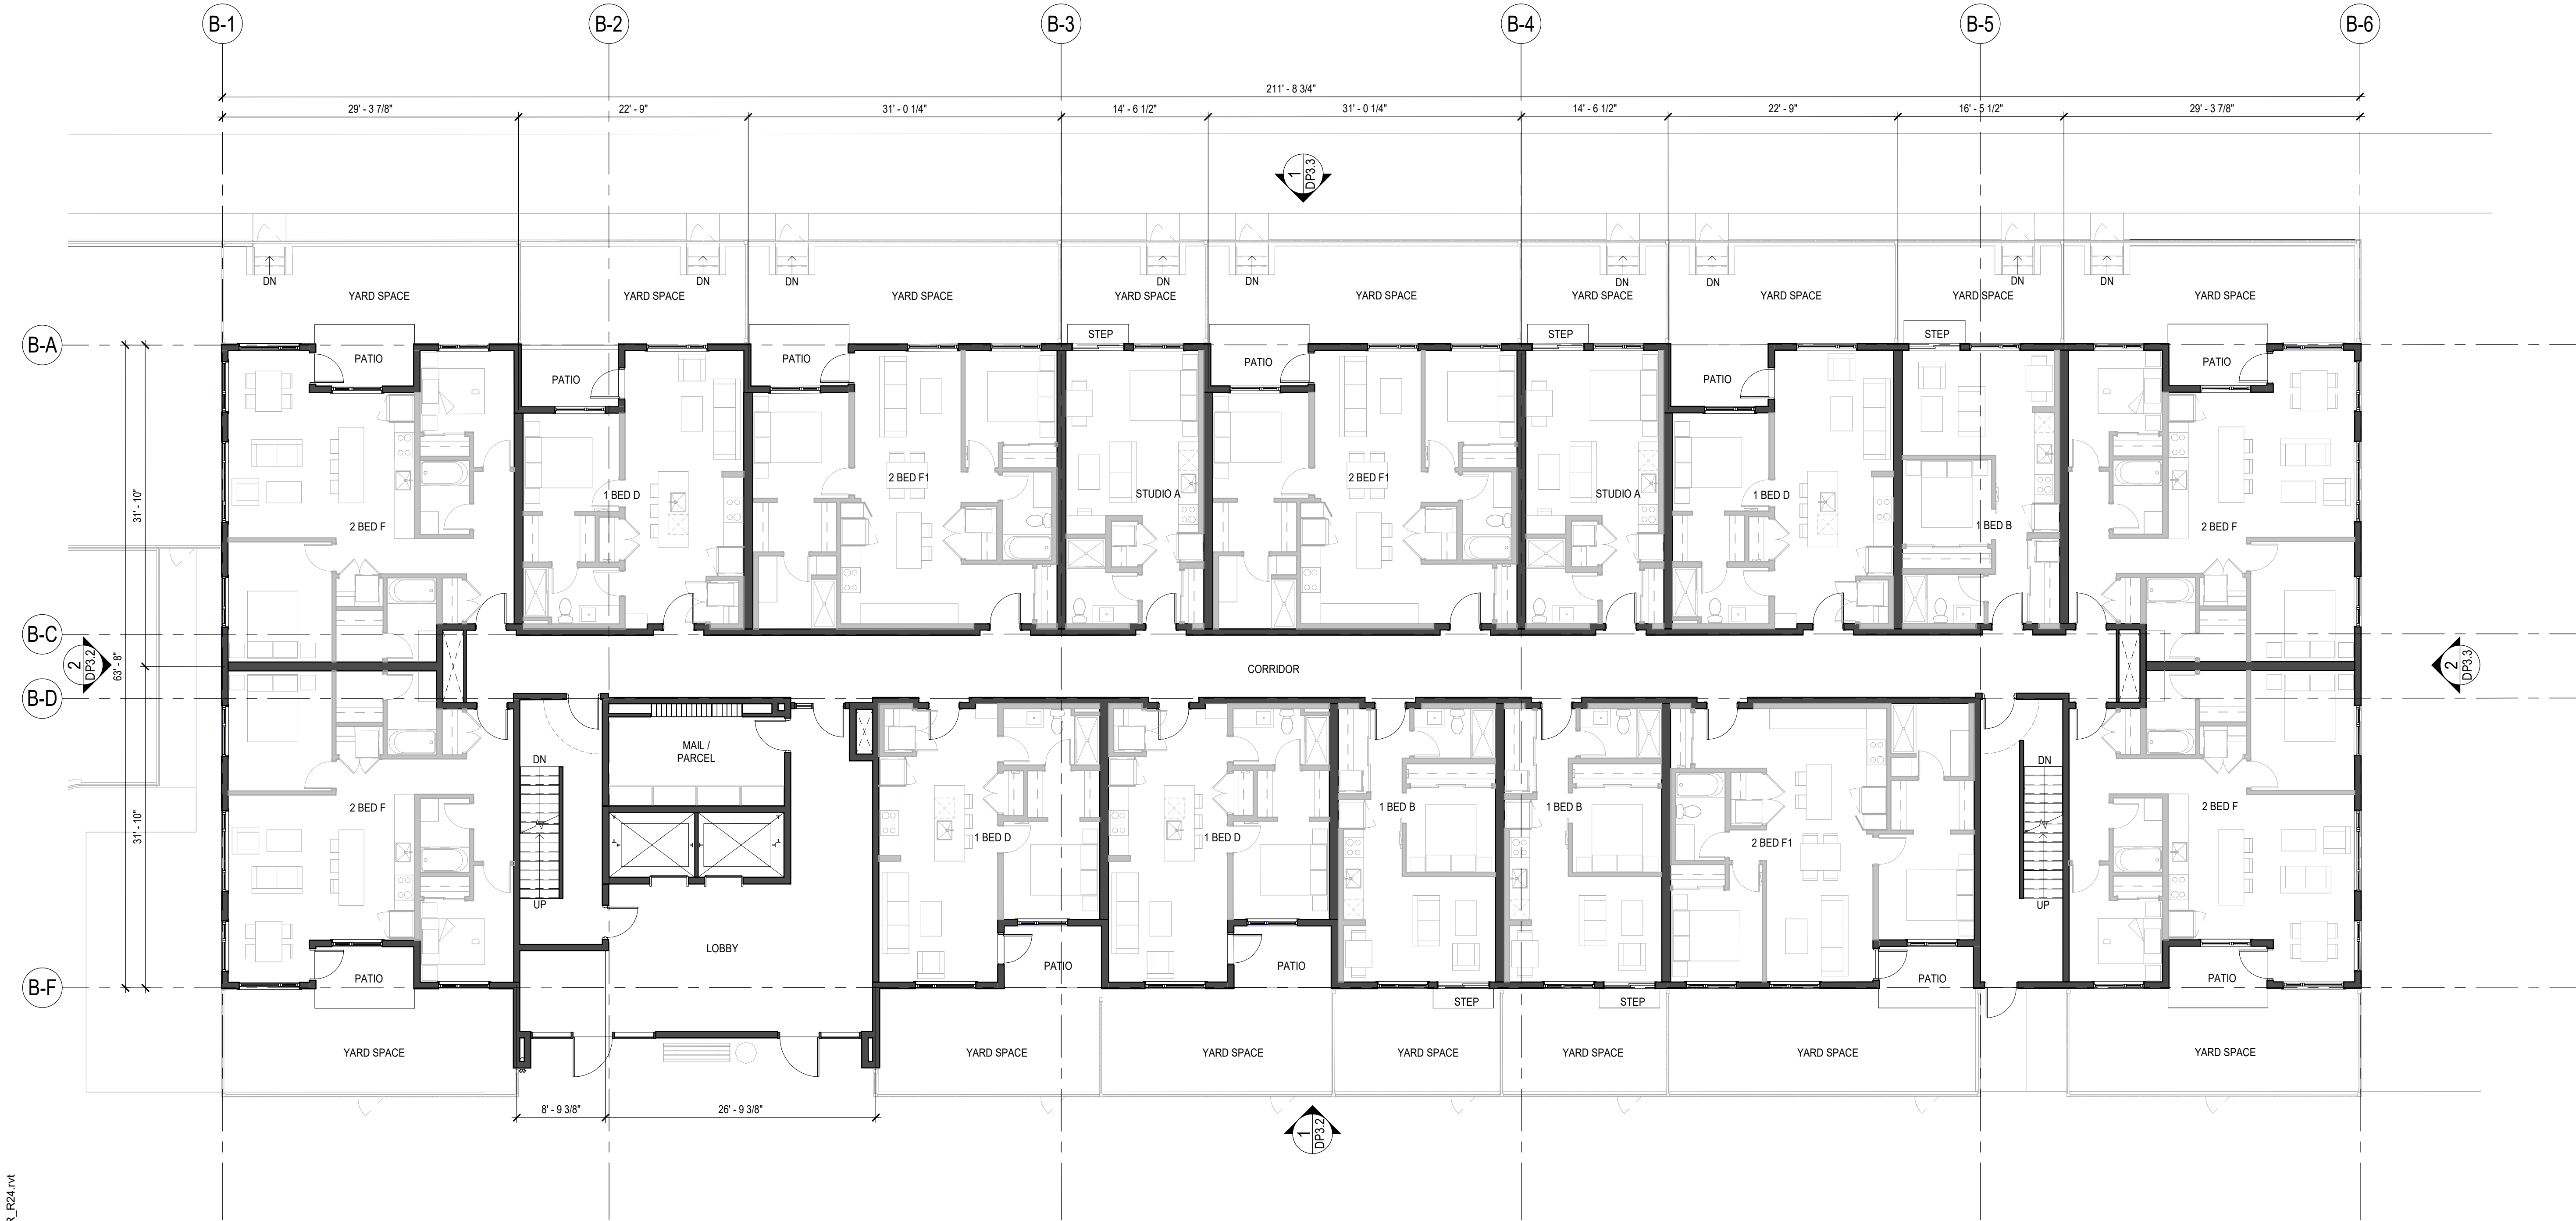 B-1 B-2 B-3 B-4 B-5 B-6
211' - 8 3/4"
29' - 3 7/8" 22' - 9" 31' - 0 1/4" 14' - 6 1/2" 31' - 0 1/4" 14' - 6 1/2" 22' - 9" 16' - 5 1/2" 29' - 3 7/8"
1
DP3.3
DN DN DN DN DN DN DN DN DN
YARD SPACE YARD SPACE YARD SPACE YARD SPACE YARD SPACE YARD SPACE YARD SPACE YARD SPACE YARD SPACE
STEP STEP STEP
B-A
PATIO PATIO PATIO PATIO PATIO PATIO
2 BED F1 2 BED F1
31' - 10"
1 BED D STUDIO A STUDIO A 1 BED D
2 BED F 1 BED B 2 BED F
B-C
2
DP3.2
63' - 8"
CORRIDOR
2
DP3.3
B-D
MAIL /
PARCEL
DN DN
31' - 10"
2 BED F 1 BED B 1 BED B 2 BED F
1 BED D 1 BED D 2 BED F1
UP UP
LOBBY
PATIO PATIO PATIO PATIO PATIO
B-F
STEP STEP
YARD SPACE YARD SPACE YARD SPACE YARD SPACE YARD SPACE YARD SPACE YARD SPACE
8' - 9 3/8" 26' - 9 3/8"
1
DP3.2
R_R24.rvt